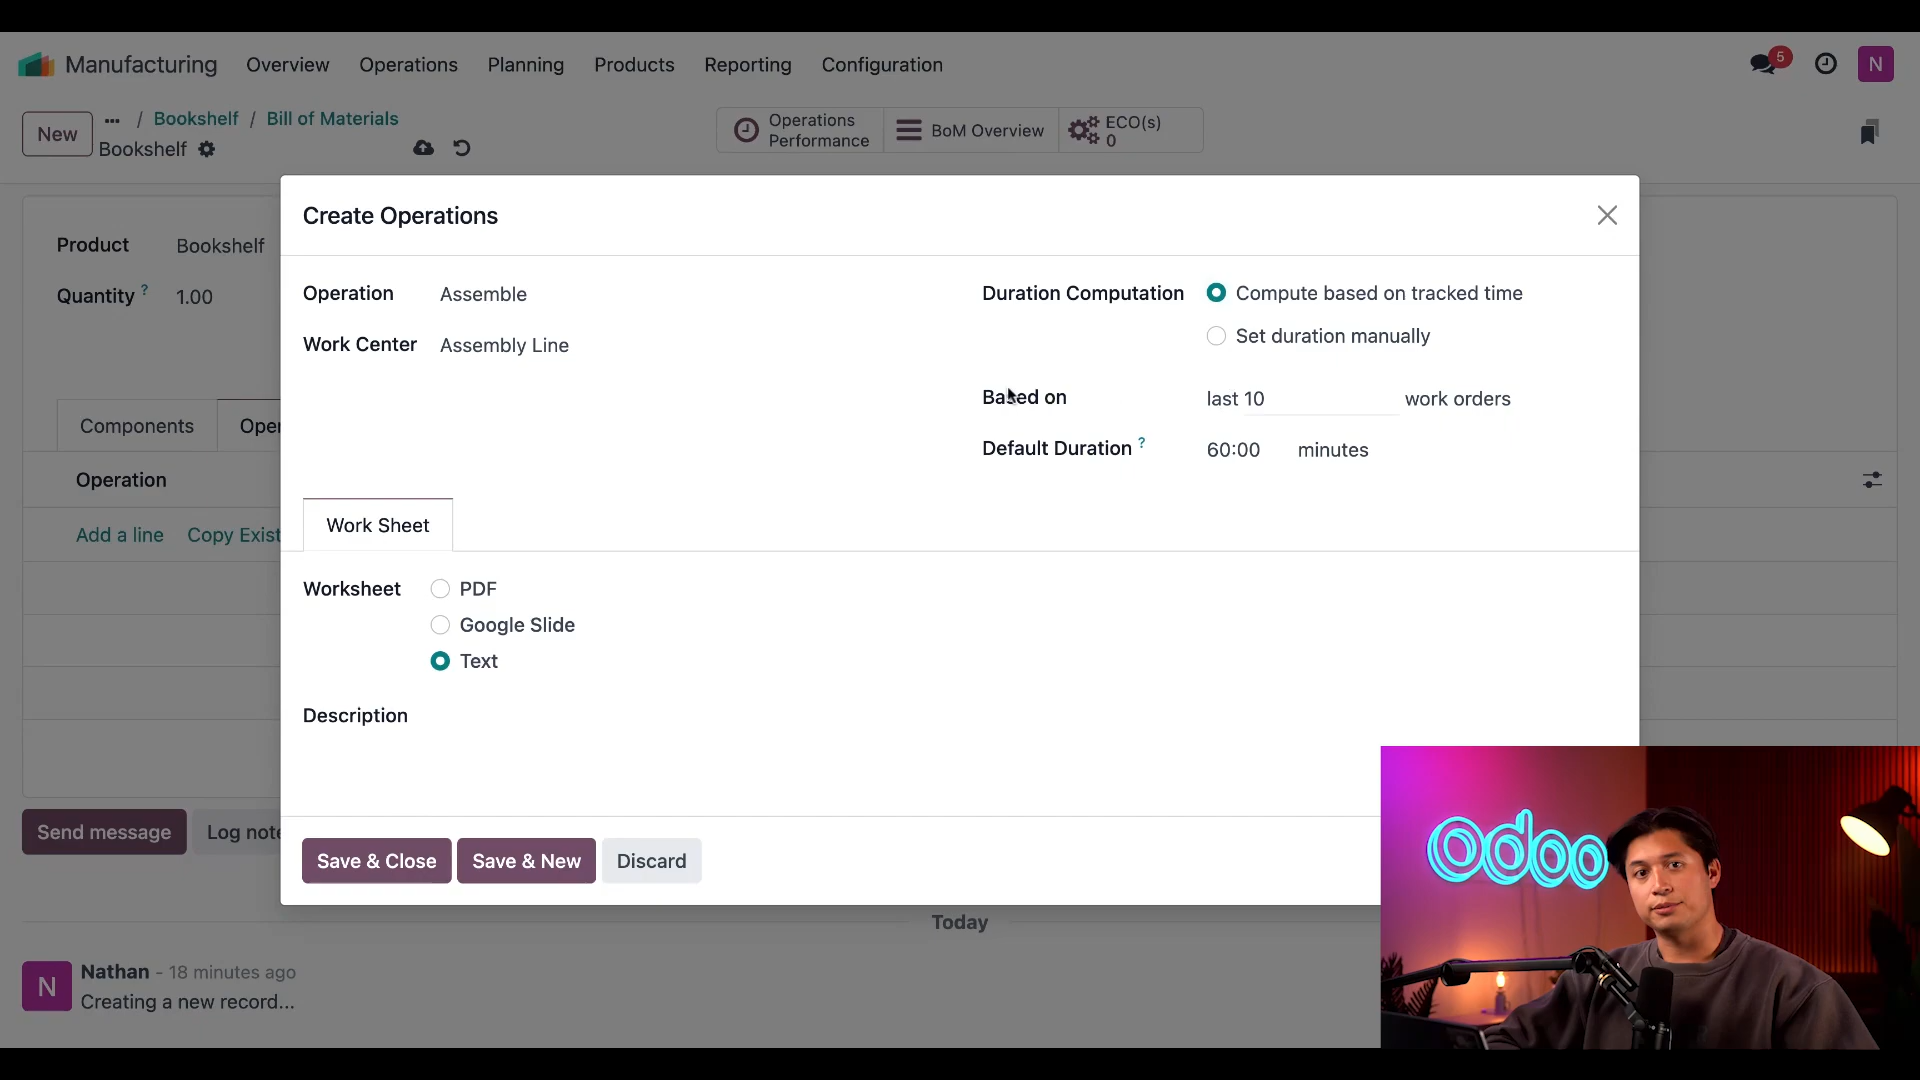 Manufacturing Overview Operations Planning Products Reporting Configuration 5 N
New ... / Bookshelf / Bill of Materials
Bookshelf
Operations Performance
BoM Overview
ECO(s)
0
Product Bookshelf
Quantity ? 1.00
Components Oper
Operation
Add a line Copy Exist
Create Operations
Operation Assemble
Work Center Assembly Line
Duration Computation Compute based on tracked time
Set duration manually
Based on last 10 work orders
Default Duration ? 60:00 minutes
Work Sheet
Worksheet PDF
Google Slide
Text
Description
Save & Close Save & New Discard
Send message Log note
Today
N Nathan - 18 minutes ago
Creating a new record...
odoo